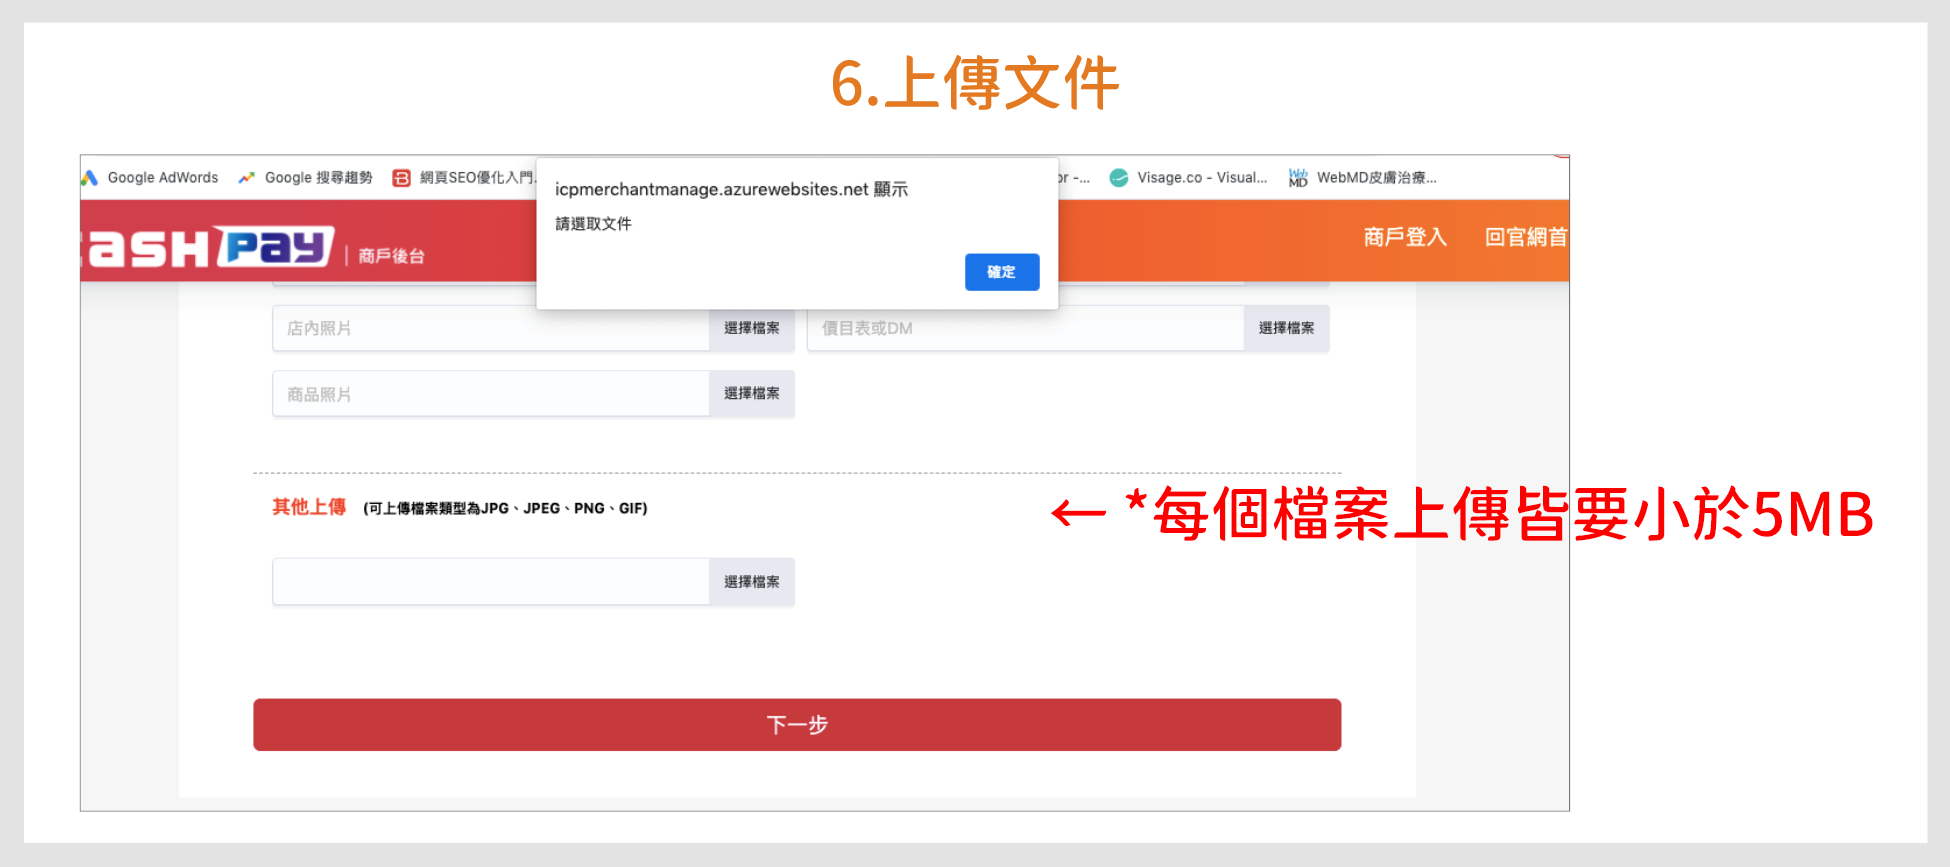 6.上傳文件
Google AdWords Google 搜尋趨勢 網頁SEO優化入門. or -... Visage.co - Visual... WebMD皮膚治療...
icpmerchantmanage.azurewebsites.net 顯示
請選取文件
確定
asHPay | 商戶後台 商戶登入 回官網首
店內照片 選擇檔案 價目表或DM 選擇檔案
商品照片 選擇檔案
其他上傳 (可上傳檔案類型為JPG、JPEG、PNG、GIF) ← *每個檔案上傳皆要小於5MB
選擇檔案
下一步